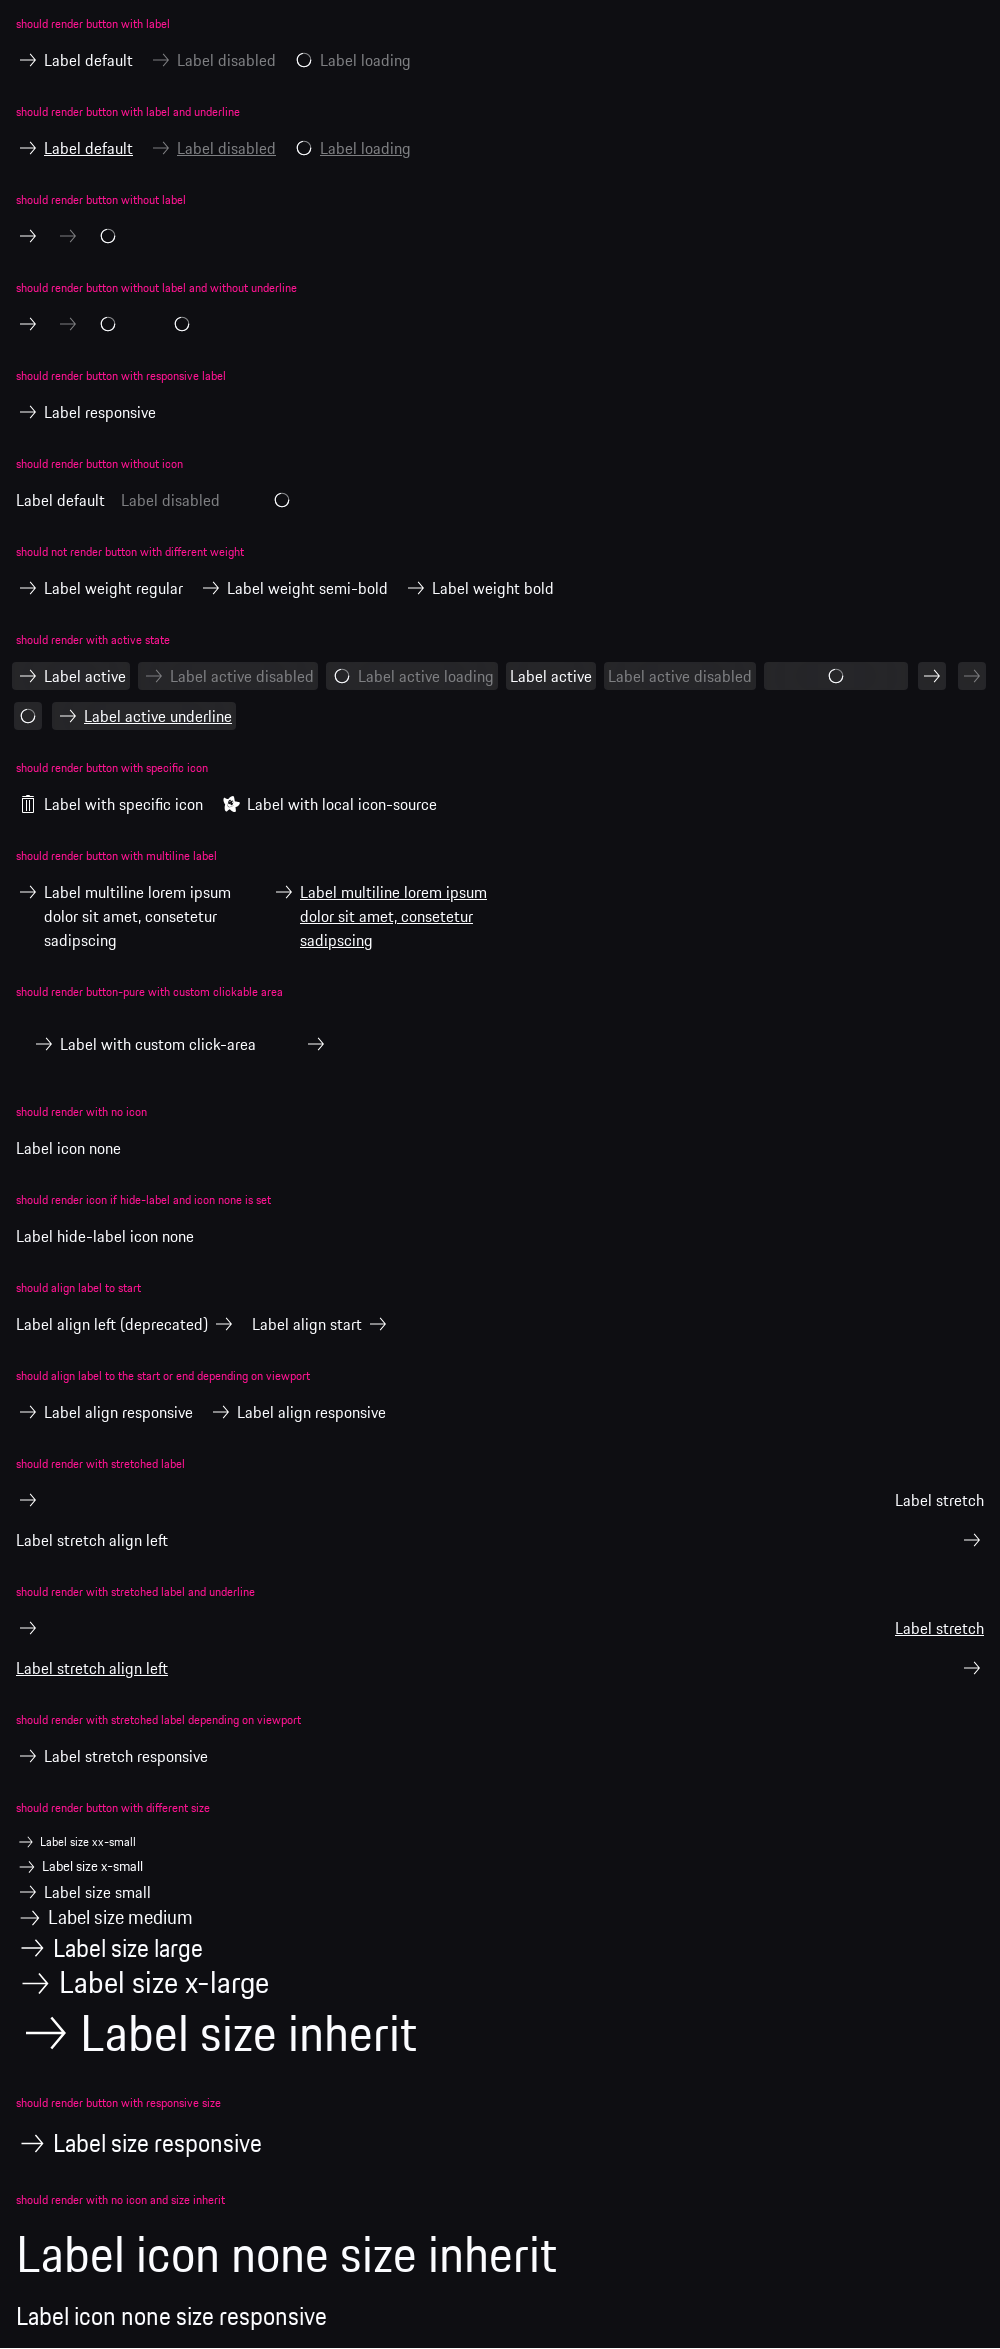 should render button with label
Label default Label disabled Label loading
should render button with label and underline
Label default Label disabled Label loading
should render button without label
should render button without label and without underline
should render button with responsive label
Label responsive
should render button without icon
Label default Label disabled
should not render button with different weight
Label weight regular Label weight semi-bold Label weight bold
should render with active state
Label active Label active disabled Label active loading Label active Label active disabled
Label active underline
should render button with specific icon
Label with specific icon Label with local icon-source
should render button with multiline label
Label multiline lorem ipsum Label multiline lorem ipsum
dolor sit amet, consetetur dolor sit amet, consetetur
sadipscing sadipscing
should render button-pure with custom clickable area
Label with custom click-area
should render with no icon
Label icon none
should render icon if hide-label and icon none is set
Label hide-label icon none
should align label to start
Label align left (deprecated) Label align start
should align label to the start or end depending on viewport
Label align responsive Label align responsive
should render with stretched label
Label stretch
Label stretch align left
should render with stretched label and underline
Label stretch
Label stretch align left
should render with stretched label depending on viewport
Label stretch responsive
should render button with different size
Label size xx-small
Label size x-small
Label size small
Label size medium
Label size large
Label size x-large
Label size inherit
should render button with responsive size
Label size responsive
should render with no icon and size inherit
Label icon none size inherit
Label icon none size responsive